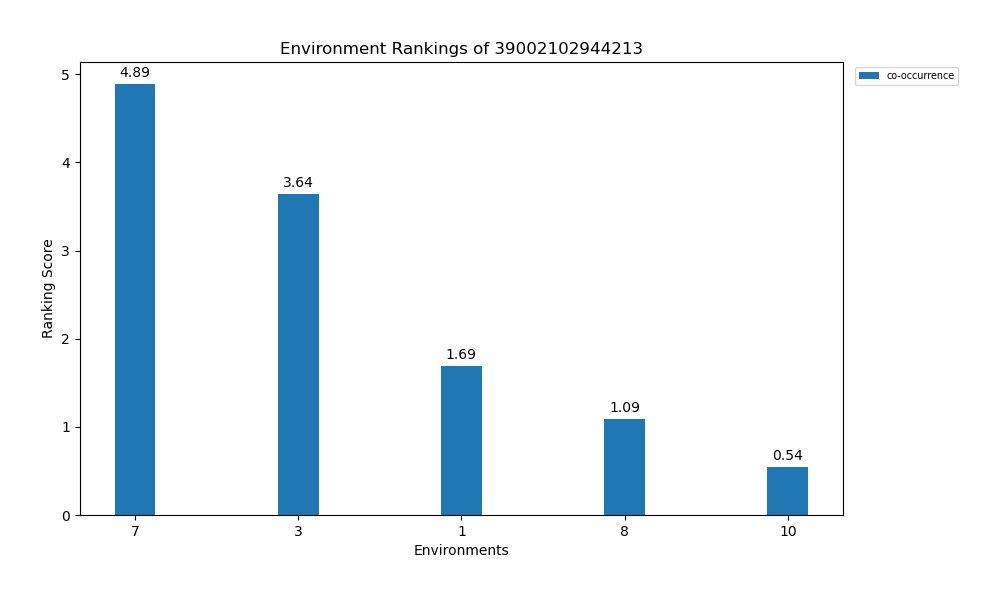 Environment Rankings of 39002102944213
co-occurrence
Ranking Score
5
4
3
2
1
0
4.89
3.64
1.69
1.09
0.54
7 3 1 8 10
Environments